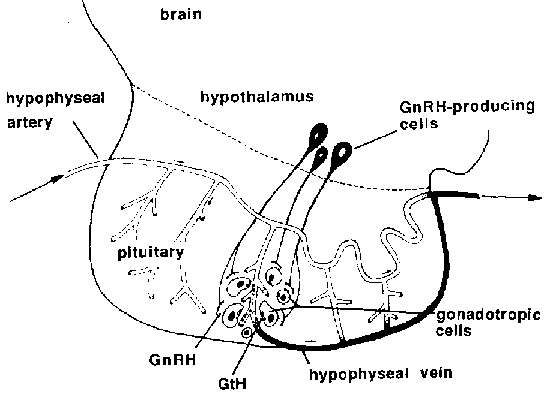 brain
hypophyseal
artery
hypothalamus
GnRH-producing
cells
pituitary
gonadotropic
cells
GnRH
GtH
hypophyseal vein